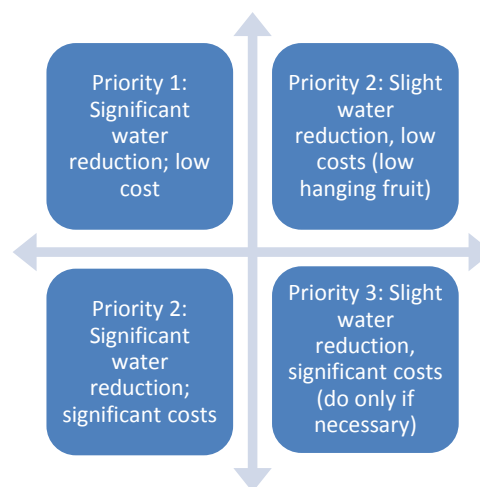 Priority 1:
Significant
water
reduction; low
cost
Priority 2: Slight
water
reduction, low
costs (low
hanging fruit)
Priority 2:
Significant
water
reduction;
significant costs
Priority 3: Slight
water
reduction,
significant costs
(do only if
necessary)